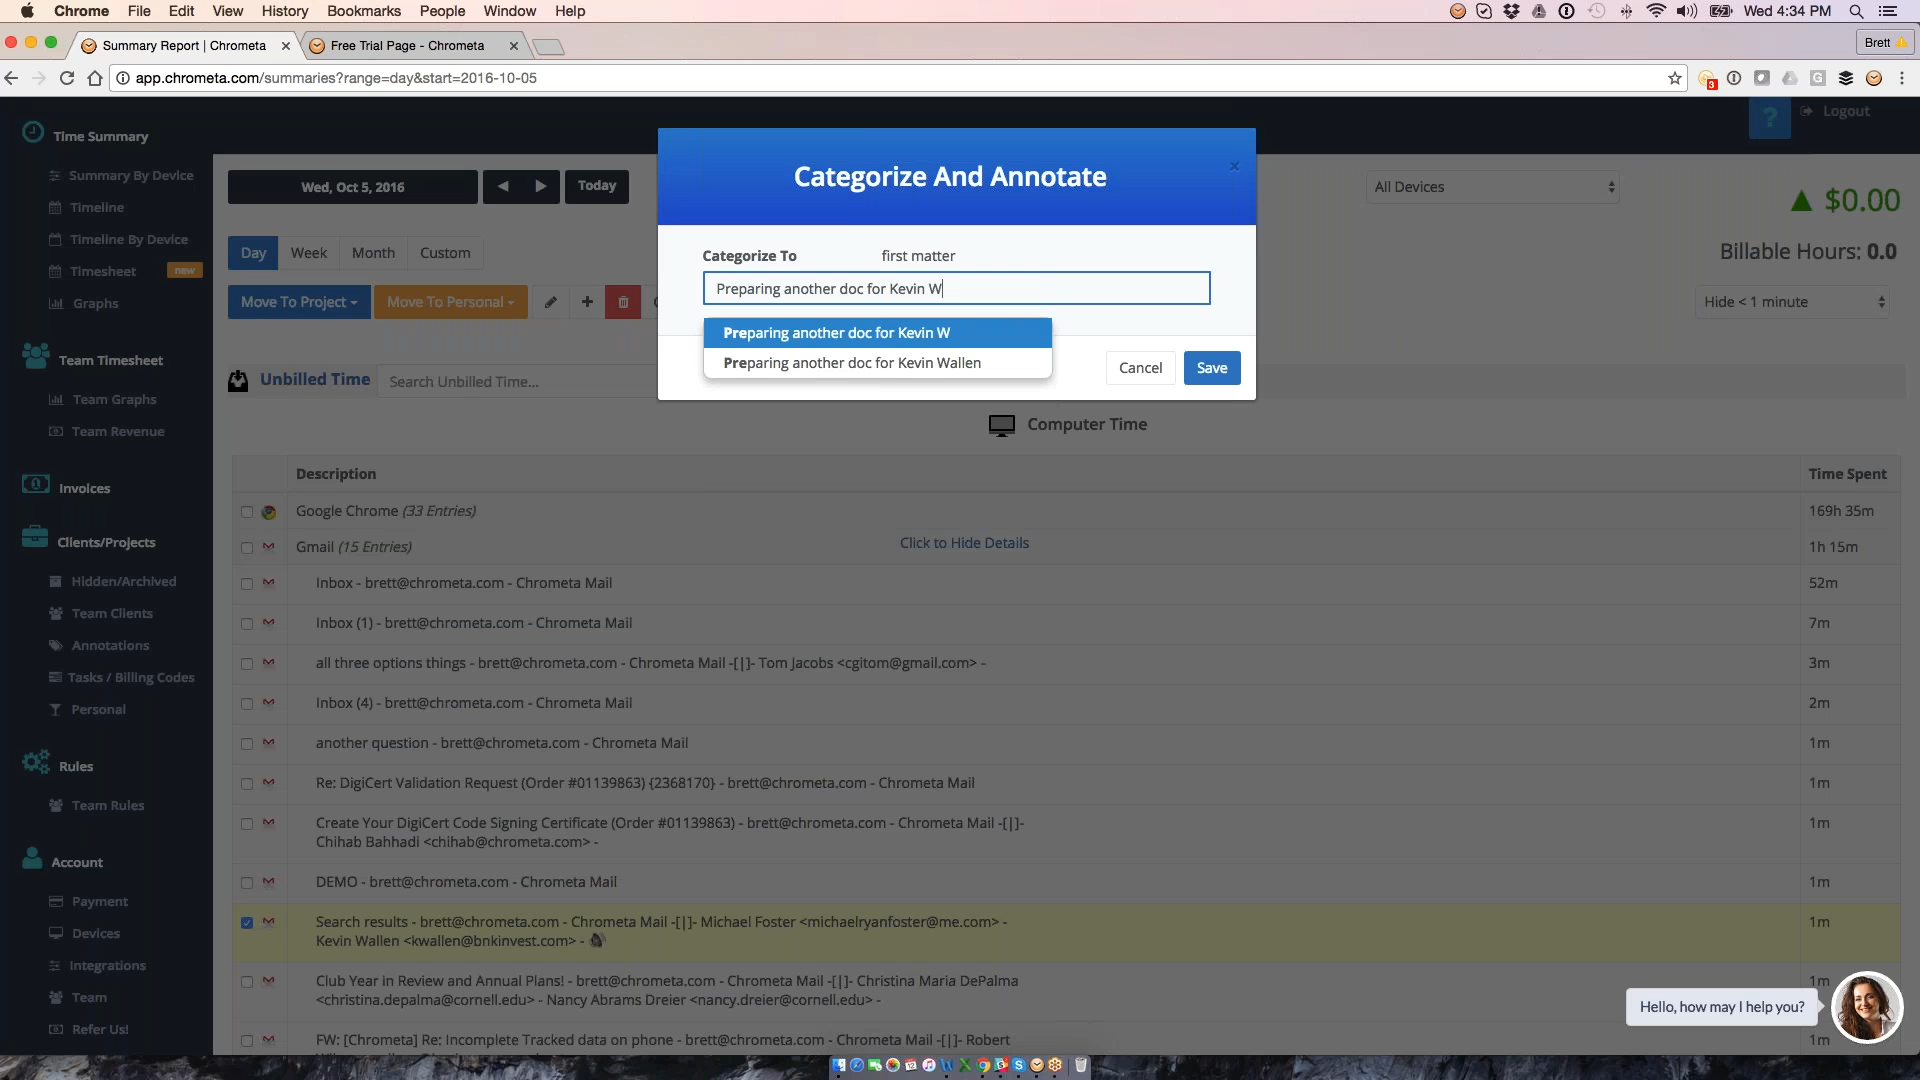 Chrome File Edit View History Bookmarks People Window Help Wed 4:34 PM
Summary Report | Chrometa Free Trial Page - Chrometa Brett
app.chrometa.com/summaries?range=day&start=2016-10-05 3
Time Summary
Summary By Device
Timeline
Timeline By Device
Timesheet new
Graphs
Team Timesheet
Team Graphs
Team Revenue
Invoices
Clients/Projects
Hidden/Archived
Team Clients
Annotations
Tasks / Billing Codes
Personal
Rules
Team Rules
Account
Payment
Devices
Integrations
Team
Refer Us!
? Logout
Wed, Oct 5, 2016 Today
All Devices
$0.00
Billable Hours: 0.0
Day Week Month Custom
Move To Project Move To Personal
Hide < 1 minute
Unbilled Time Search Unbilled Time...
Categorize And Annotate
×
Categorize To first matter
Preparing another doc for Kevin W
Preparing another doc for Kevin W
Preparing another doc for Kevin Wallen
Cancel Save
Computer Time
Description Time Spent
Google Chrome (33 Entries) 169h 35m
Gmail (15 Entries) Click to Hide Details 1h 15m
Inbox - brett@chrometa.com - Chrometa Mail 52m
Inbox (1) - brett@chrometa.com - Chrometa Mail 7m
all three options things - brett@chrometa.com - Chrometa Mail -[|]- Tom Jacobs <cgitom@gmail.com> - 3m
Inbox (4) - brett@chrometa.com - Chrometa Mail 2m
another question - brett@chrometa.com - Chrometa Mail 1m
Re: DigiCert Validation Request (Order #01139863) {2368170} - brett@chrometa.com - Chrometa Mail 1m
Create Your DigiCert Code Signing Certificate (Order #01139863) - brett@chrometa.com - Chrometa Mail -[|]- 1m
Chihab Bahhadi <chihab@chrometa.com> -
DEMO - brett@chrometa.com - Chrometa Mail 1m
Search results - brett@chrometa.com - Chrometa Mail -[|]- Michael Foster <michaelryanfoster@me.com> - 1m
Kevin Wallen <kwallen@bnkinvest.com> -
Club Year in Review and Annual Plans! - brett@chrometa.com - Chrometa Mail -[|]- Christina Maria DePalma 1m
<christina.depalma@cornell.edu> - Nancy Abrams Dreier <nancy.dreier@cornell.edu> -
FW: [Chrometa] Re: Incomplete Tracked data on phone - brett@chrometa.com - Chrometa Mail -[|]- Robert 1m
Hello, how may I help you?